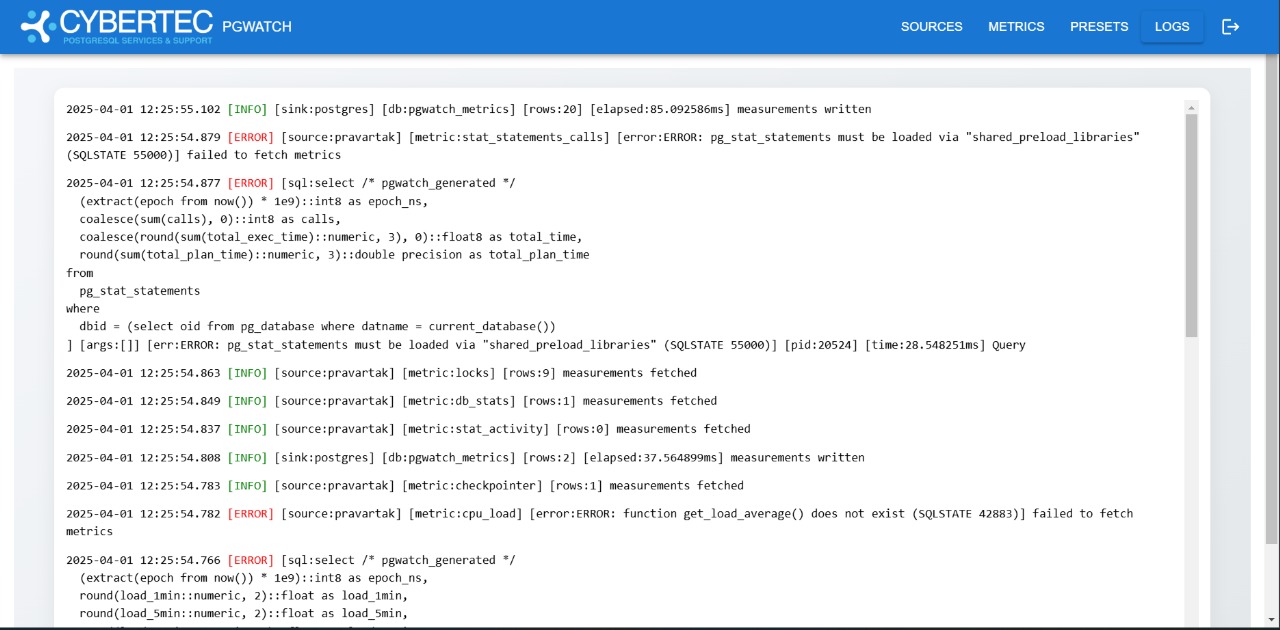 CYBERTEC
POSTGRESQL SERVICES & SUPPORT
PGWATCH
SOURCES
METRICS
PRESETS
LOGS
2025-04-01 12:25:55.102 [INFO] [sink:postgres] [db:pgwatch_metrics] [rows:20] [elapsed:85.092586ms] measurements written
2025-04-01 12:25:54.879 [ERROR] [source:pravartak] [metric:stat_statements_calls] [error:ERROR: pg_stat_statements must be loaded via "shared_preload_libraries"
(SQLSTATE 55000)] failed to fetch metrics
2025-04-01 12:25:54.877 [ERROR] [sql:select /* pgwatch_generated */
(extract(epoch from now()) * 1e9)::int8 as epoch_ns,
coalesce(sum(calls), 0)::int8 as calls,
coalesce(round(sum(total_exec_time)::numeric, 3), 0)::float8 as total_time,
round(sum(total_plan_time)::numeric, 3)::double precision as total_plan_time
from
pg_stat_statements
where
dbid = (select oid from pg_database where datname = current_database())
] [args:[]] [err:ERROR: pg_stat_statements must be loaded via "shared_preload_libraries" (SQLSTATE 55000)] [pid:20524] [time:28.548251ms] Query
2025-04-01 12:25:54.863 [INFO] [source:pravartak] [metric:locks] [rows:9] measurements fetched
2025-04-01 12:25:54.849 [INFO] [source:pravartak] [metric:db_stats] [rows:1] measurements fetched
2025-04-01 12:25:54.837 [INFO] [source:pravartak] [metric:stat_activity] [rows:0] measurements fetched
2025-04-01 12:25:54.808 [INFO] [sink:postgres] [db:pgwatch_metrics] [rows:2] [elapsed:37.564899ms] measurements written
2025-04-01 12:25:54.783 [INFO] [source:pravartak] [metric:checkpointer] [rows:1] measurements fetched
2025-04-01 12:25:54.782 [ERROR] [source:pravartak] [metric:cpu_load] [error:ERROR: function get_load_average() does not exist (SQLSTATE 42883)] failed to fetch
metrics
2025-04-01 12:25:54.766 [ERROR] [sql:select /* pgwatch_generated */
(extract(epoch from now()) * 1e9)::int8 as epoch_ns,
round(load_1min::numeric, 2)::float as load_1min,
round(load_5min::numeric, 2)::float as load_5min,